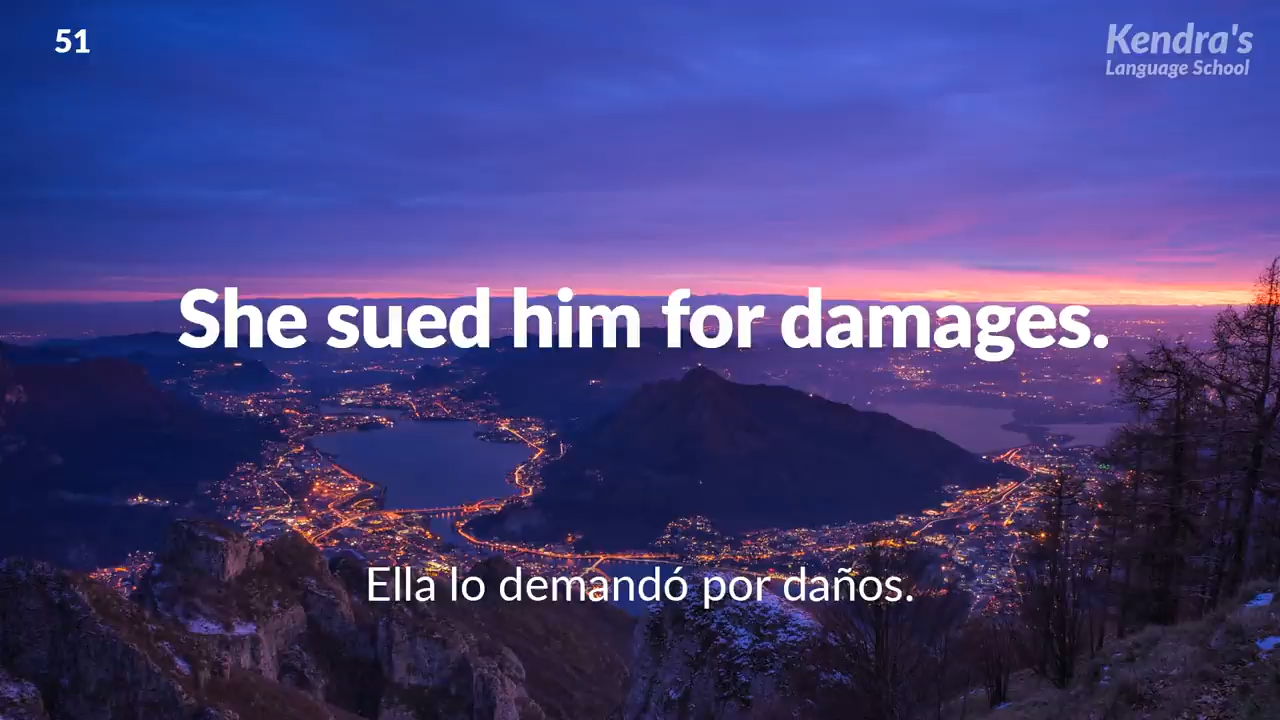 51
Kendra's
Language School
She sued him for damages.
Ella lo demandó por daños.